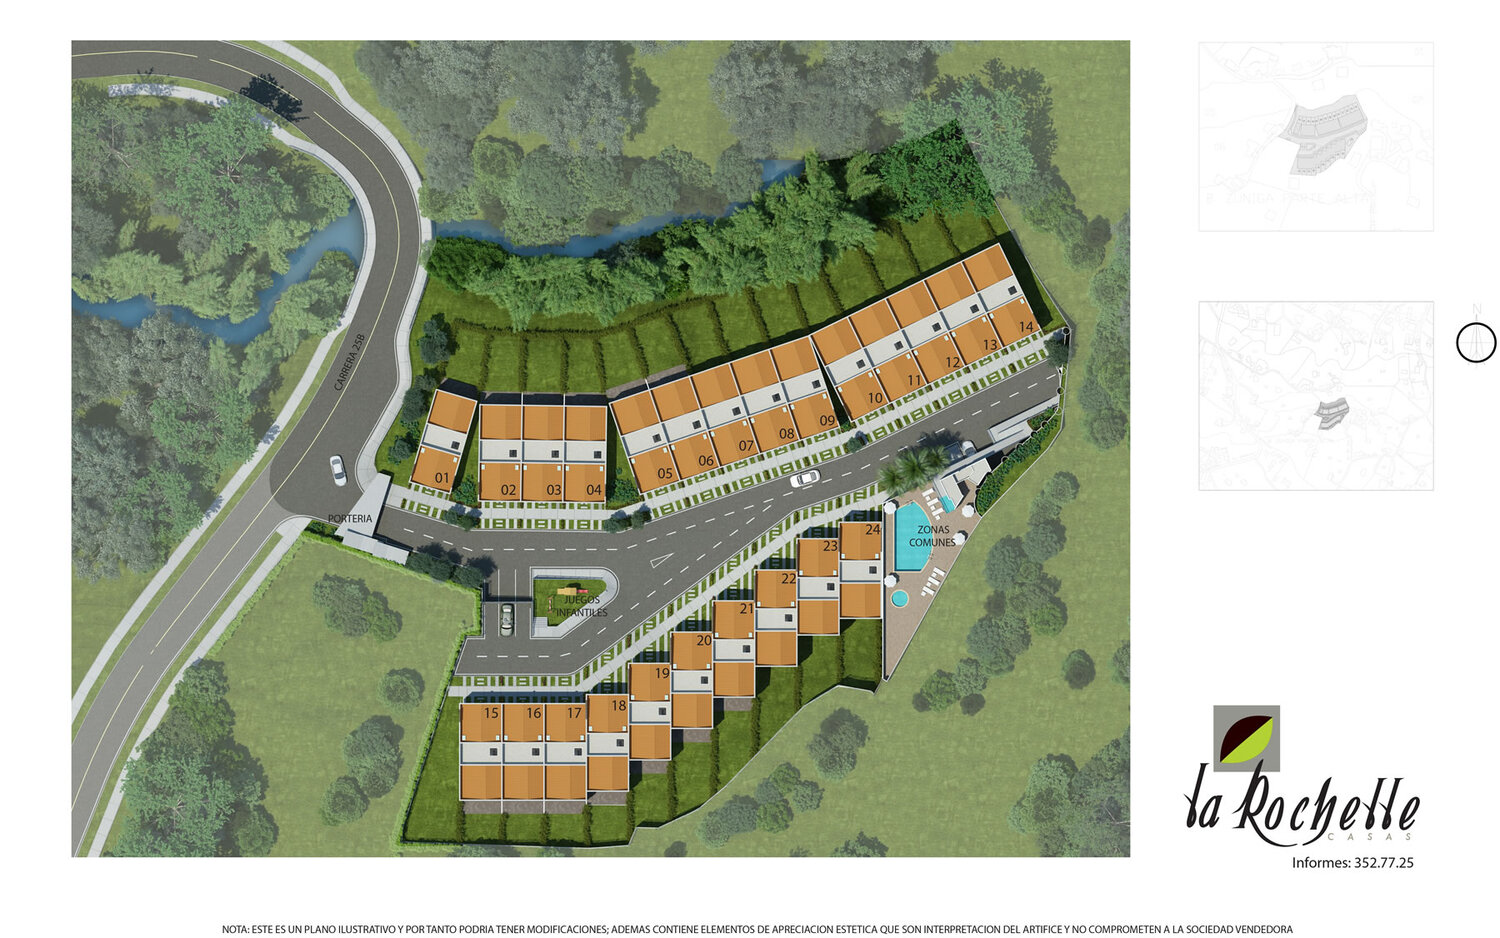 ZUÑIGA PARTE ALTA
N
CARRERA 25B
PORTERIA
JUEGOS
INFANTILES
ZONAS
COMUNES
01
02
03
04
05
06
07
08
09
10
11
12
13
14
15
16
17
18
19
20
21
22
23
24
la Rochelle
CASAS
Informes: 352.77.25
NOTA: ESTE ES UN PLANO ILUSTRATIVO Y POR TANTO PODRIA TENER MODIFICACIONES; ADEMAS CONTIENE ELEMENTOS DE APRECIACION ESTETICA QUE SON INTERPRETACION DEL ARTIFICE Y NO COMPROMETEN A LA SOCIEDAD VENDEDORA